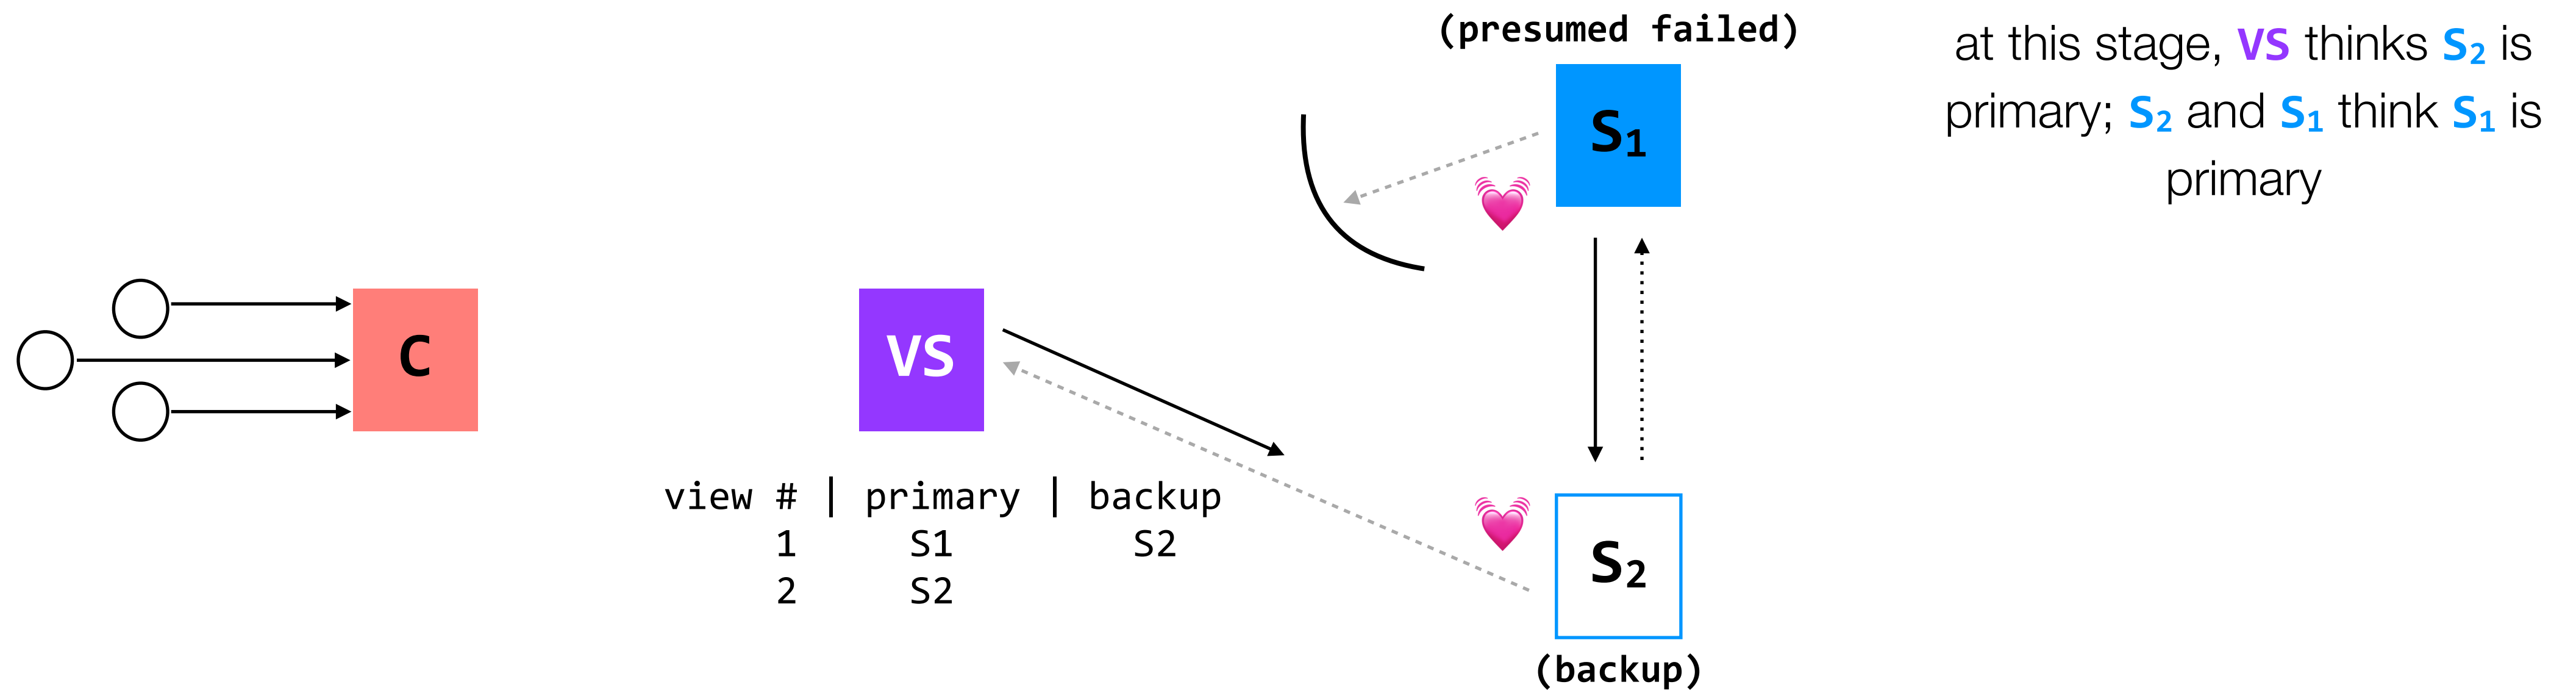 (presumed failed)
at this stage, VS thinks S₂ is
primary; S₂ and S₁ think S₁ is
primary
S₁
C
VS
view # | primary | backup
1 S1 S2
2 S2
S₂
(backup)